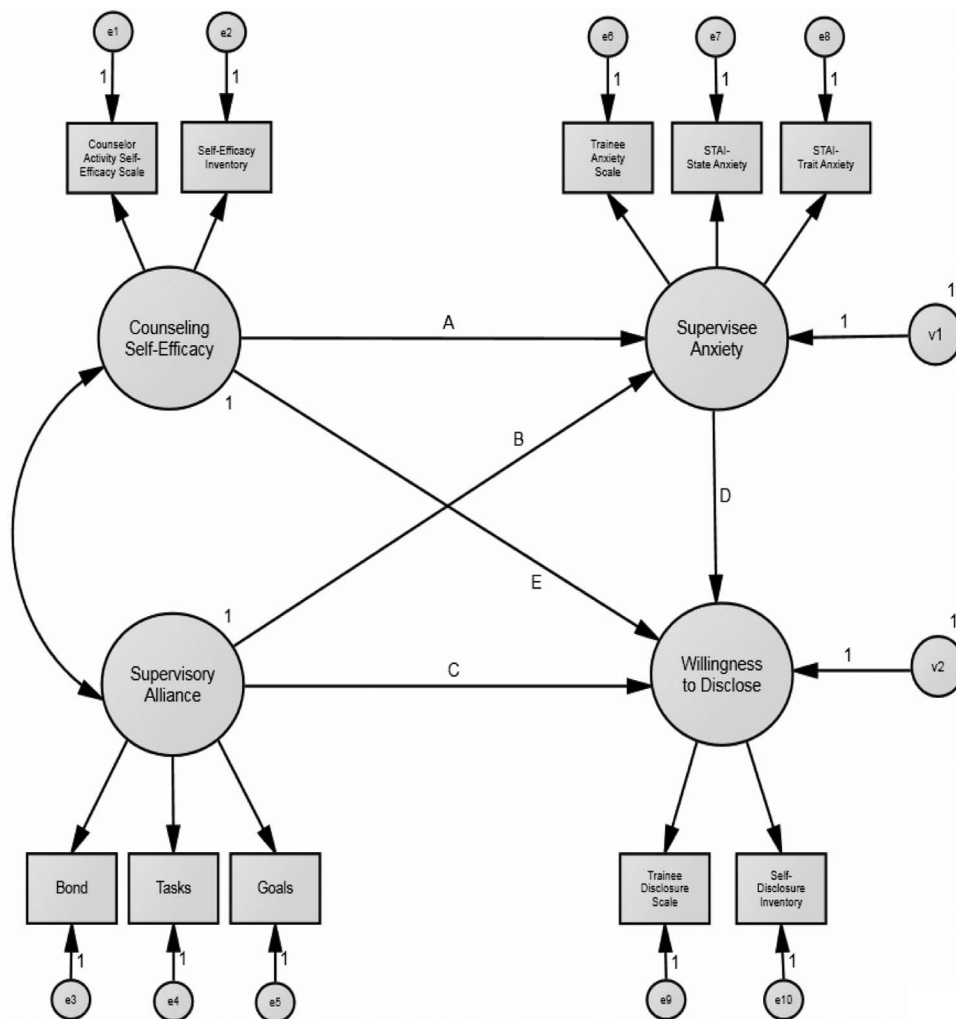 e1
e2
e6
e7
e8
1
1
1
1
1
Counselor
Activity Self-
Efficacy Scale
Self-Efficacy
Inventory
Trainee
Anxiety
Scale
STAI-
State Anxiety
STAI-
Trait Anxiety
Counseling
Self-Efficacy
1
A
Supervisee
Anxiety
1
1
v1
B
D
E
1
Supervisory
Alliance
C
Willingness
to Disclose
1
1
v2
Bond
Tasks
Goals
Trainee
Disclosure
Scale
Self-
Disclosure
Inventory
1
1
1
1
1
e3
e4
e5
e9
e10